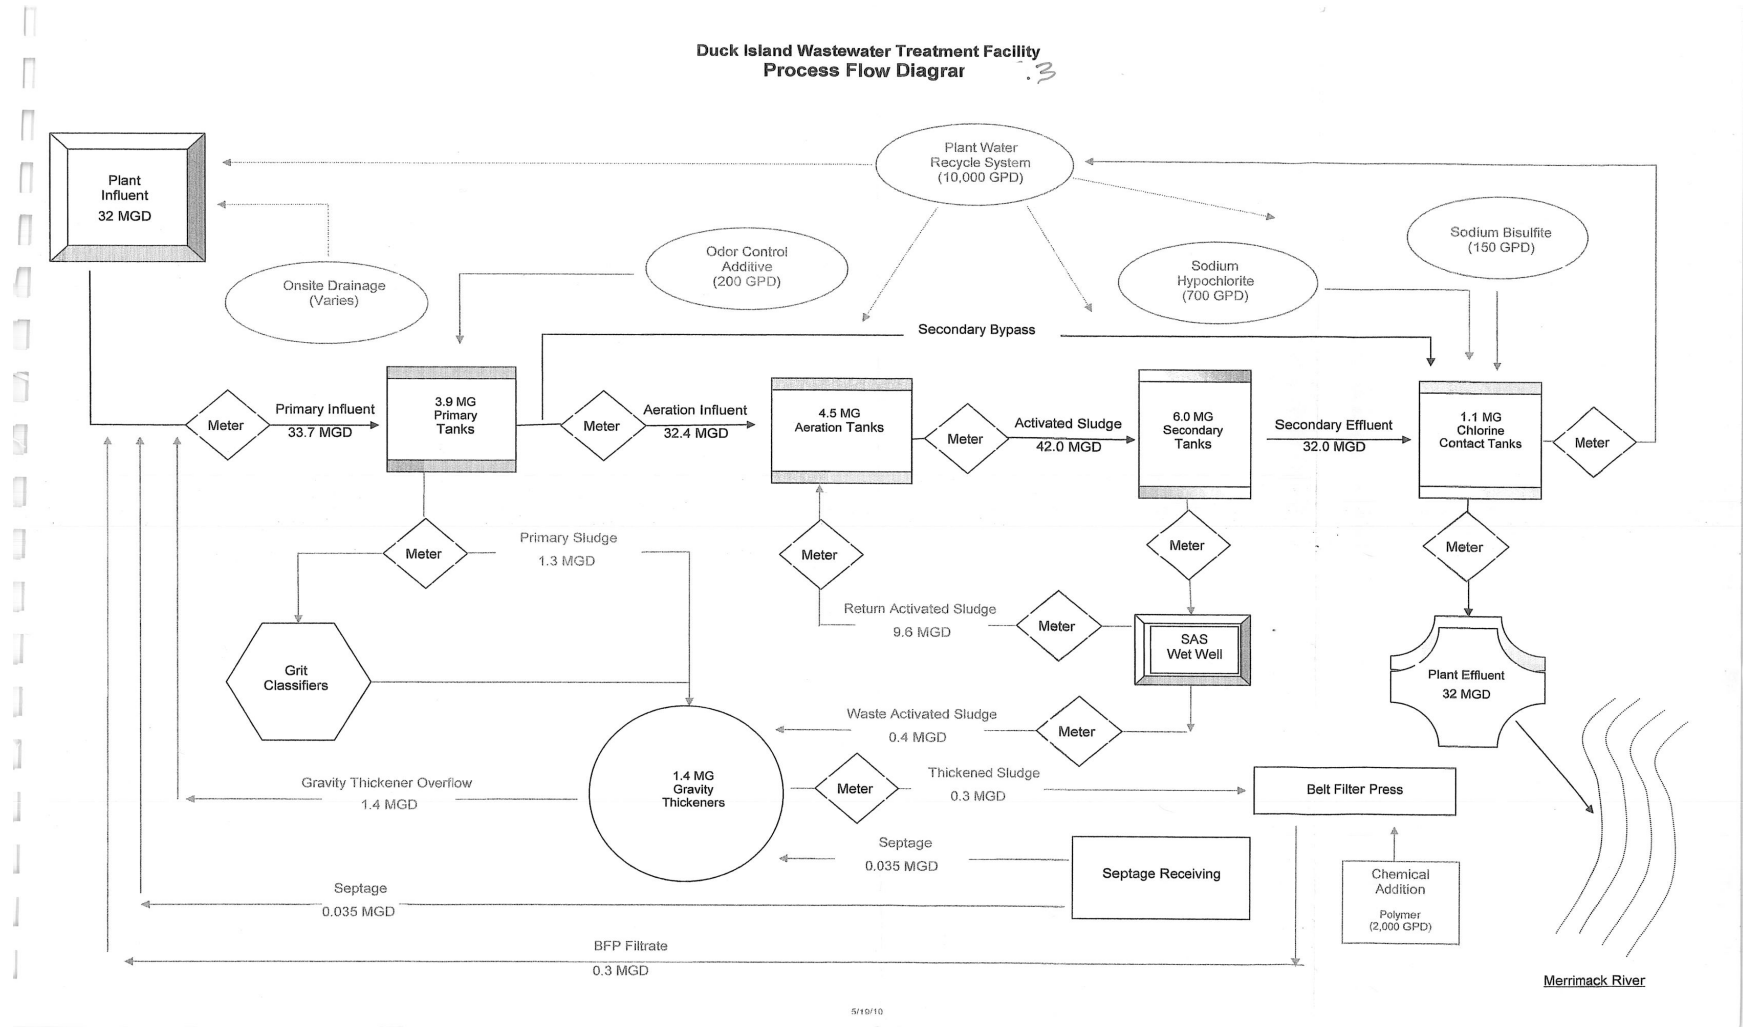 Duck Island Wastewater Treatment Facility
Process Flow Diagrar
.3
Plant
Influent
32 MGD
Plant Water
Recycle System
(10,000 GPD)
Onsite Drainage
(Varies)
Odor Control
Additive
(200 GPD)
Sodium
Hypochlorite
(700 GPD)
Sodium Bisulfite
(150 GPD)
Secondary Bypass
Meter
Primary Influent
33.7 MGD
3.9 MG
Primary
Tanks
Meter
Aeration Influent
32.4 MGD
4.5 MG
Aeration Tanks
Meter
Activated Sludge
42.0 MGD
6.0 MG
Secondary
Tanks
Secondary Effluent
32.0 MGD
1.1 MG
Chlorine
Contact Tanks
Meter
Meter
Primary Sludge
1.3 MGD
Meter
Meter
Meter
Return Activated Sludge
9.6 MGD
Meter
SAS
Wet Well
Grit
Classifiers
Plant Effluent
32 MGD
Waste Activated Sludge
0.4 MGD
Meter
Gravity Thickener Overflow
1.4 MGD
1.4 MG
Gravity
Thickeners
Meter
Thickened Sludge
0.3 MGD
Belt Filter Press
Septage
0.035 MGD
Septage Receiving
Chemical
Addition
Polymer
(2,000 GPD)
Septage
0.035 MGD
BFP Filtrate
0.3 MGD
Merrimack River
5/19/10